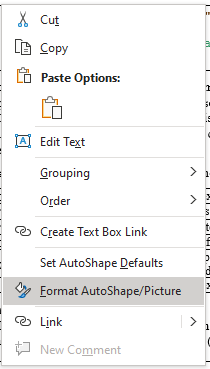 Cut
Copy
Paste Options:
Edit Text
Grouping
Order
Create Text Box Link
Set AutoShape Defaults
Format AutoShape/Picture
Link
New Comment